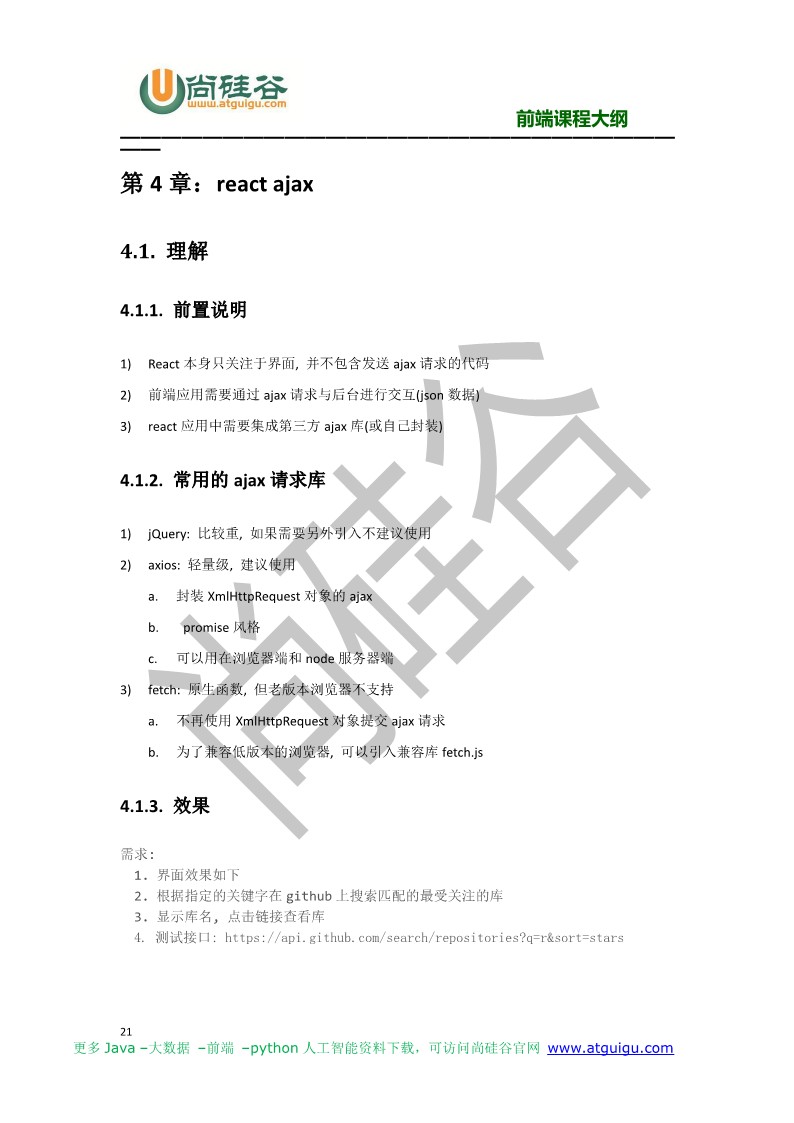 尚硅谷
www.atguigu.com
前端课程大纲
第 4 章：react ajax
4.1. 理解
4.1.1. 前置说明
1) React 本身只关注于界面, 并不包含发送 ajax 请求的代码
2) 前端应用需要通过 ajax 请求与后台进行交互(json 数据)
3) react 应用中需要集成第三方 ajax 库(或自己封装)
4.1.2. 常用的 ajax 请求库
1) jQuery: 比较重, 如果需要另外引入不建议使用
2) axios: 轻量级, 建议使用
a. 封装 XmlHttpRequest 对象的 ajax
b. promise 风格
c. 可以用在浏览器端和 node 服务器端
3) fetch: 原生函数, 但老版本浏览器不支持
a. 不再使用 XmlHttpRequest 对象提交 ajax 请求
b. 为了兼容低版本的浏览器, 可以引入兼容库 fetch.js
4.1.3. 效果
需求:
1. 界面效果如下
2. 根据指定的关键字在 github 上搜索匹配的最受关注的库
3. 显示库名, 点击链接查看库
4. 测试接口: https://api.github.com/search/repositories?q=r&sort=stars
尚硅谷
21
更多 Java –大数据 –前端 –python 人工智能资料下载，可访问尚硅谷官网 www.atguigu.com